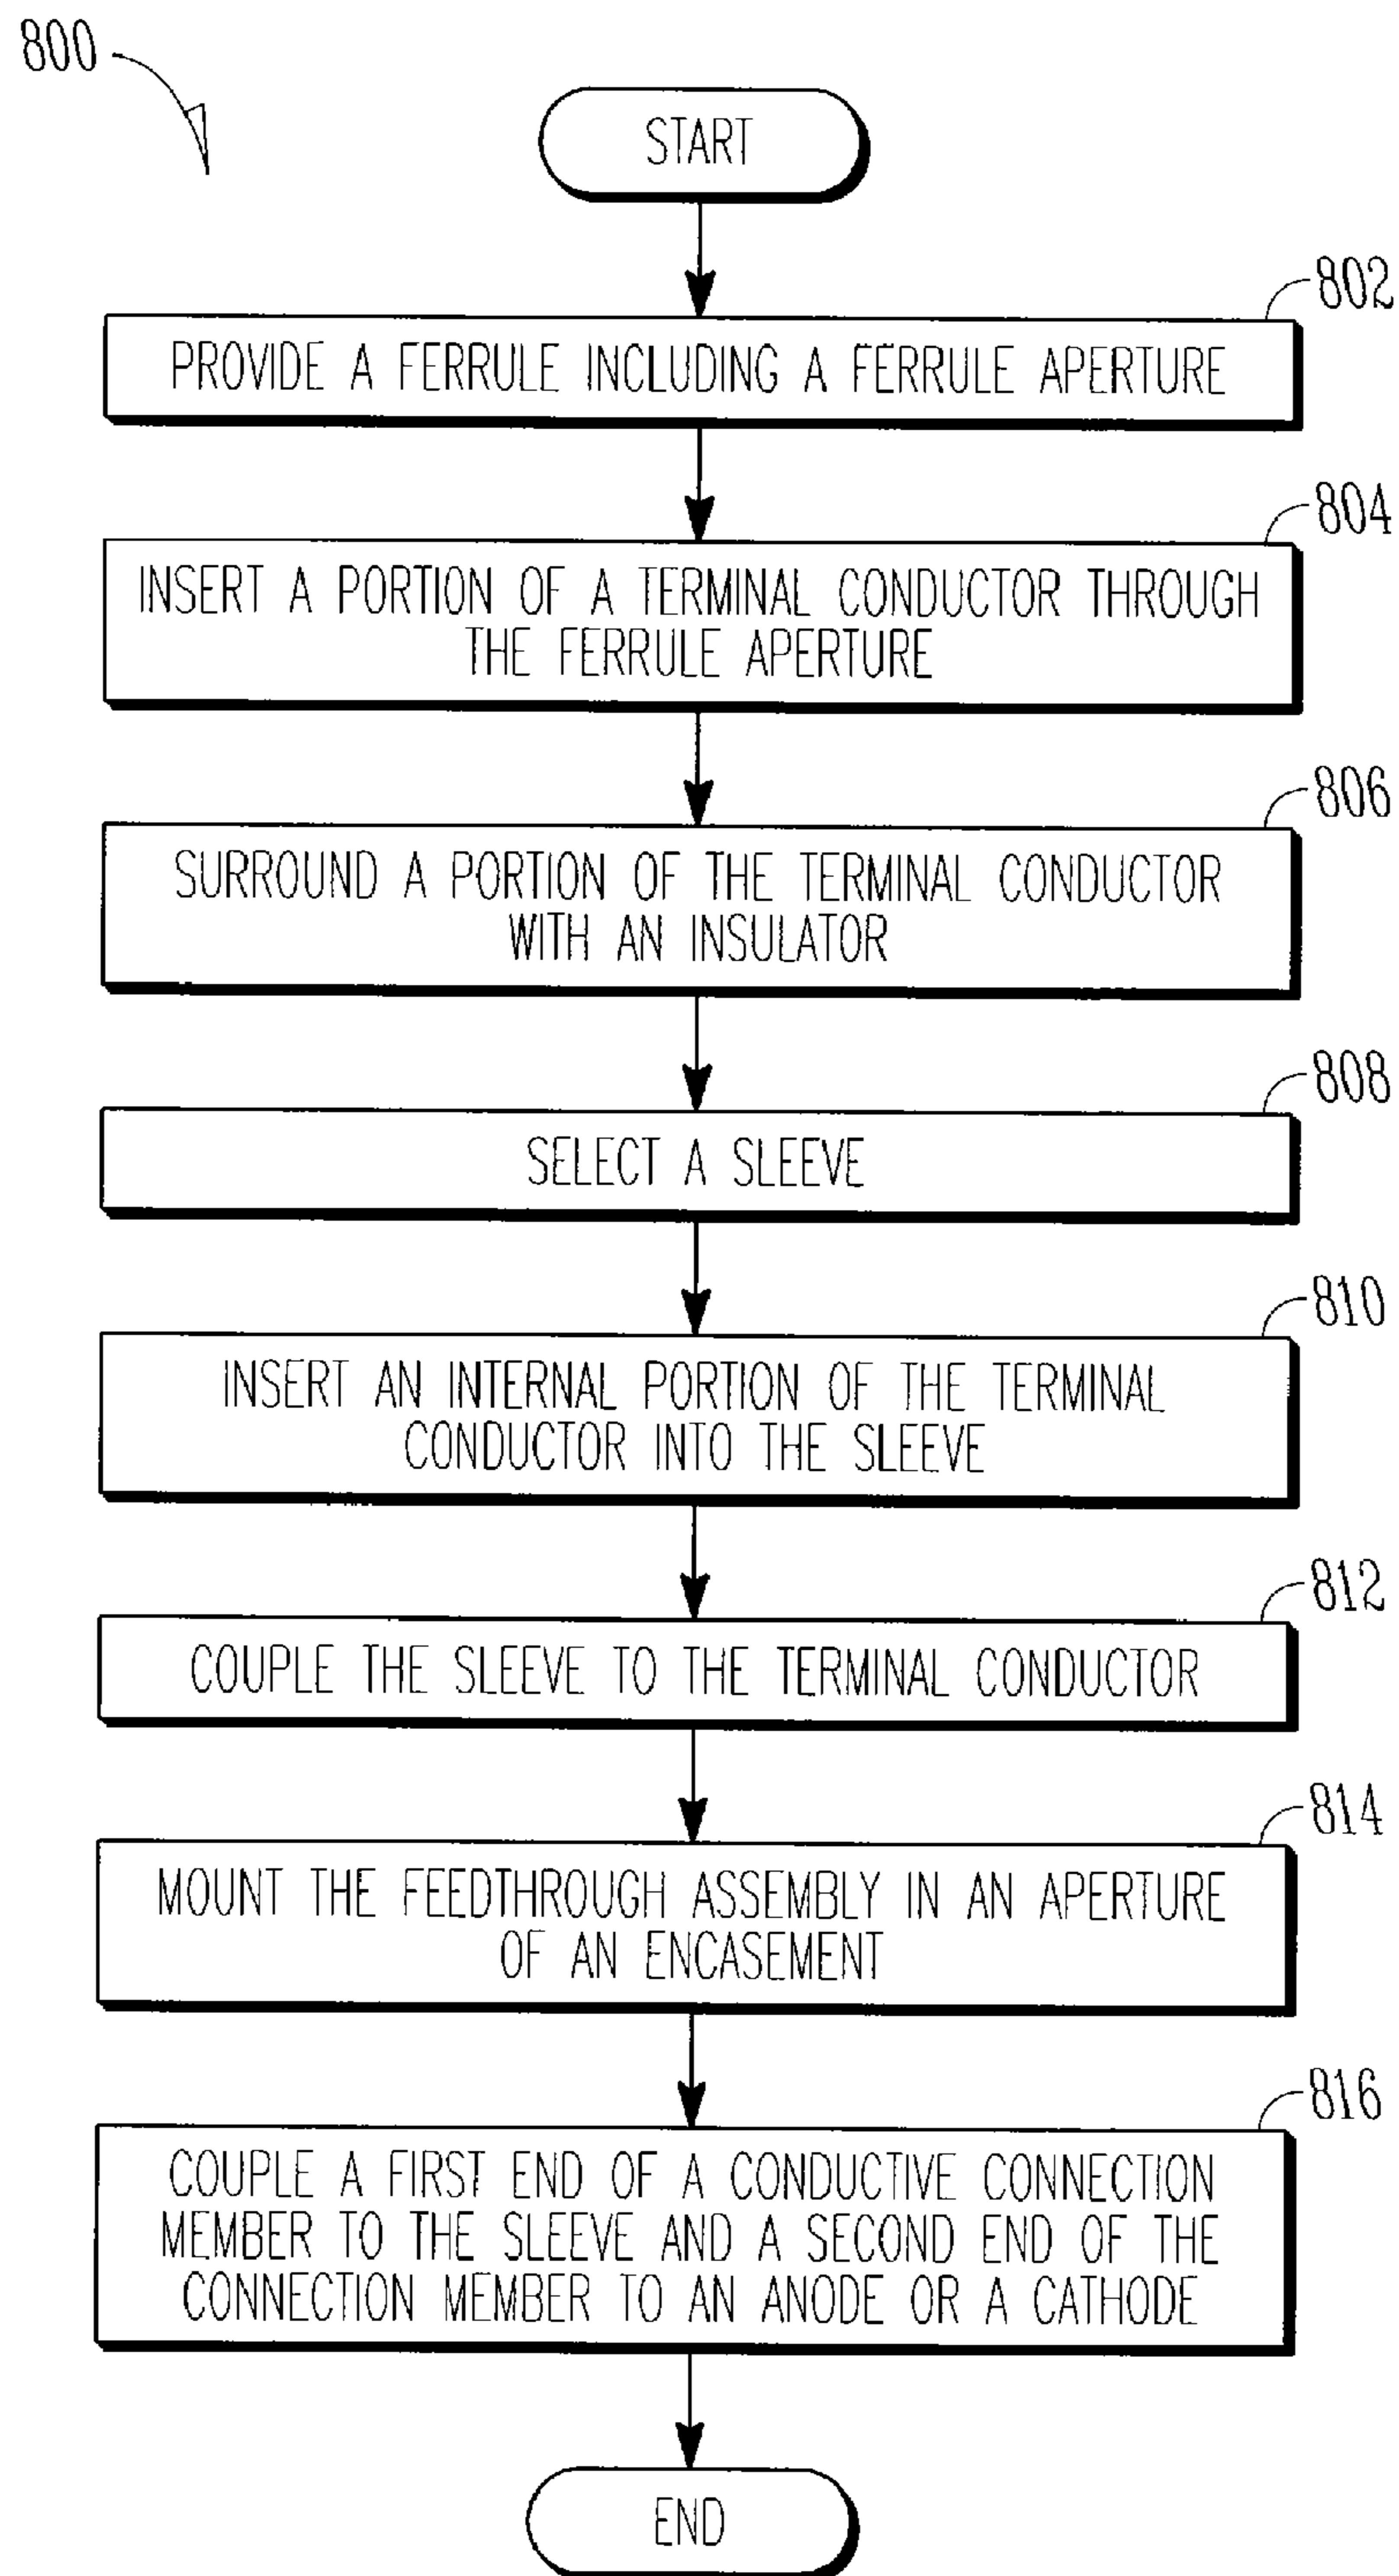 800
START
802
PROVIDE A FERRULE INCLUDING A FERRULE APERTURE
804
INSERT A PORTION OF A TERMINAL CONDUCTOR THROUGH
THE FERRULE APERTURE
806
SURROUND A PORTION OF THE TERMINAL CONDUCTOR
WITH AN INSULATOR
808
SELECT A SLEEVE
810
INSERT AN INTERNAL PORTION OF THE TERMINAL
CONDUCTOR INTO THE SLEEVE
812
COUPLE THE SLEEVE TO THE TERMINAL CONDUCTOR
814
MOUNT THE FEEDTHROUGH ASSEMBLY IN AN APERTURE
OF AN ENCASEMENT
816
COUPLE A FIRST END OF A CONDUCTIVE CONNECTION
MEMBER TO THE SLEEVE AND A SECOND END OF THE
CONNECTION MEMBER TO AN ANODE OR A CATHODE
END